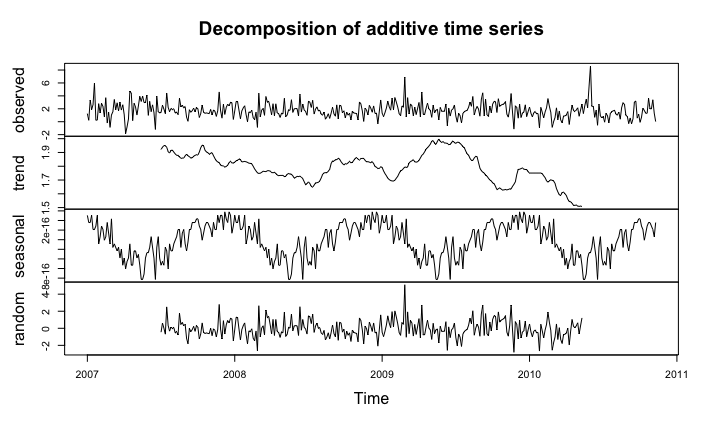 Decomposition of additive time series
observed
-2 2 6
trend
1.5 1.7 1.9
seasonal
-8e-16 2e-16
random
-2 0 2 4
2007 2008 2009 2010 2011
Time